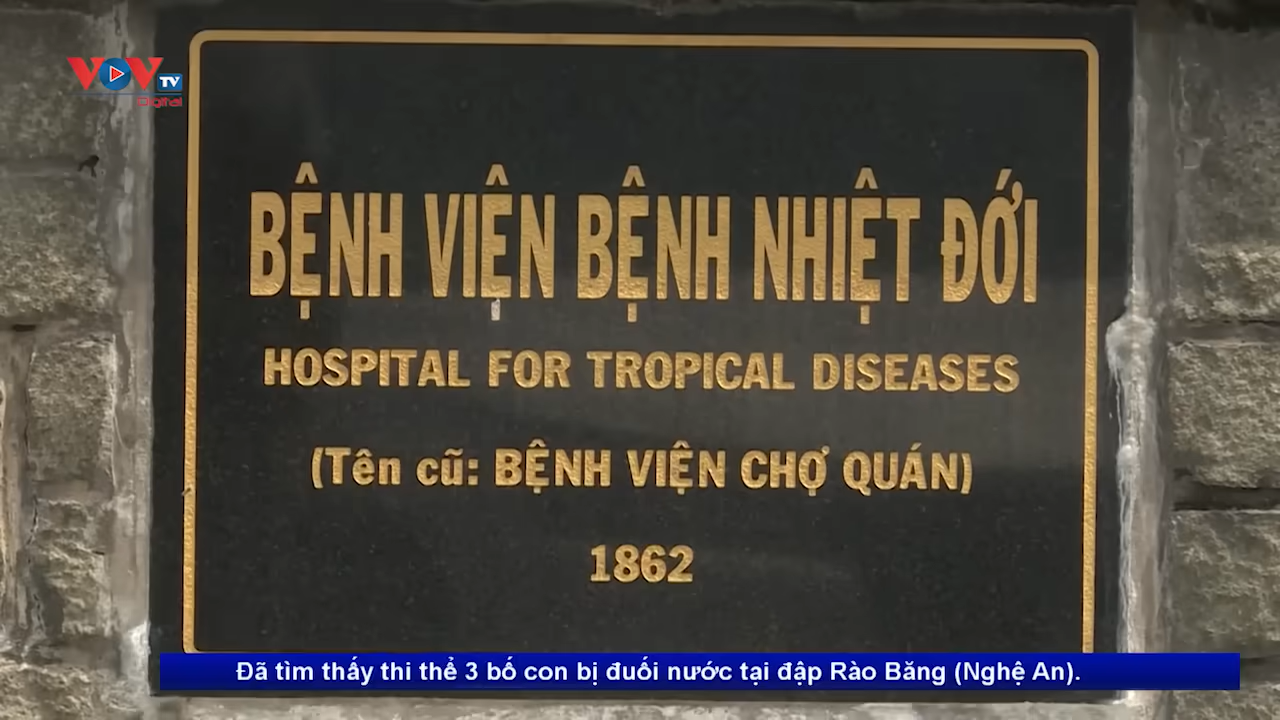 VOV TV
Digital
BỆNH VIỆN BỆNH NHIỆT ĐỚI
HOSPITAL FOR TROPICAL DISEASES
(Tên cũ: BỆNH VIỆN CHỢ QUÁN)
1862
Đã tìm thấy thi thể 3 bố con bị đuối nước tại đập Rào Băng (Nghệ An).